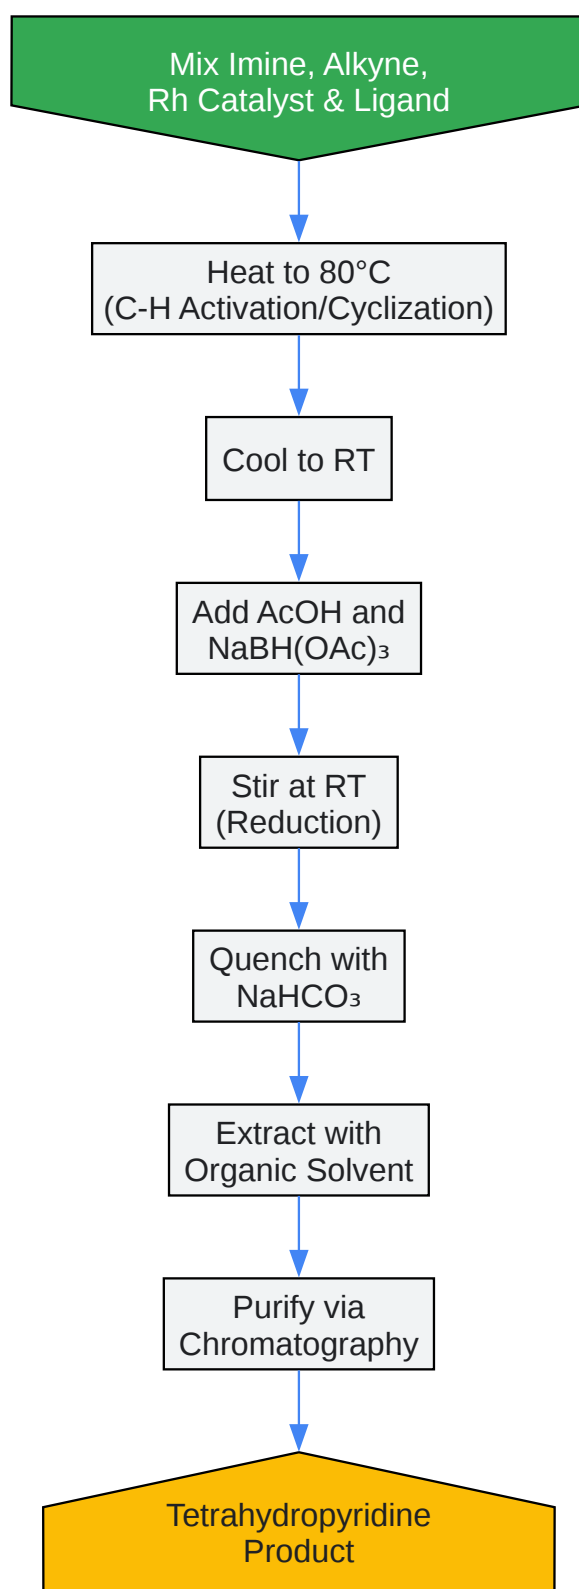 Mix Imine, Alkyne,
Rh Catalyst & Ligand
Heat to 80°C
(C-H Activation/Cyclization)
Cool to RT
Add AcOH and
NaBH(OAc)₃
Stir at RT
(Reduction)
Quench with
NaHCO₃
Extract with
Organic Solvent
Purify via
Chromatography
Tetrahydropyridine
Product